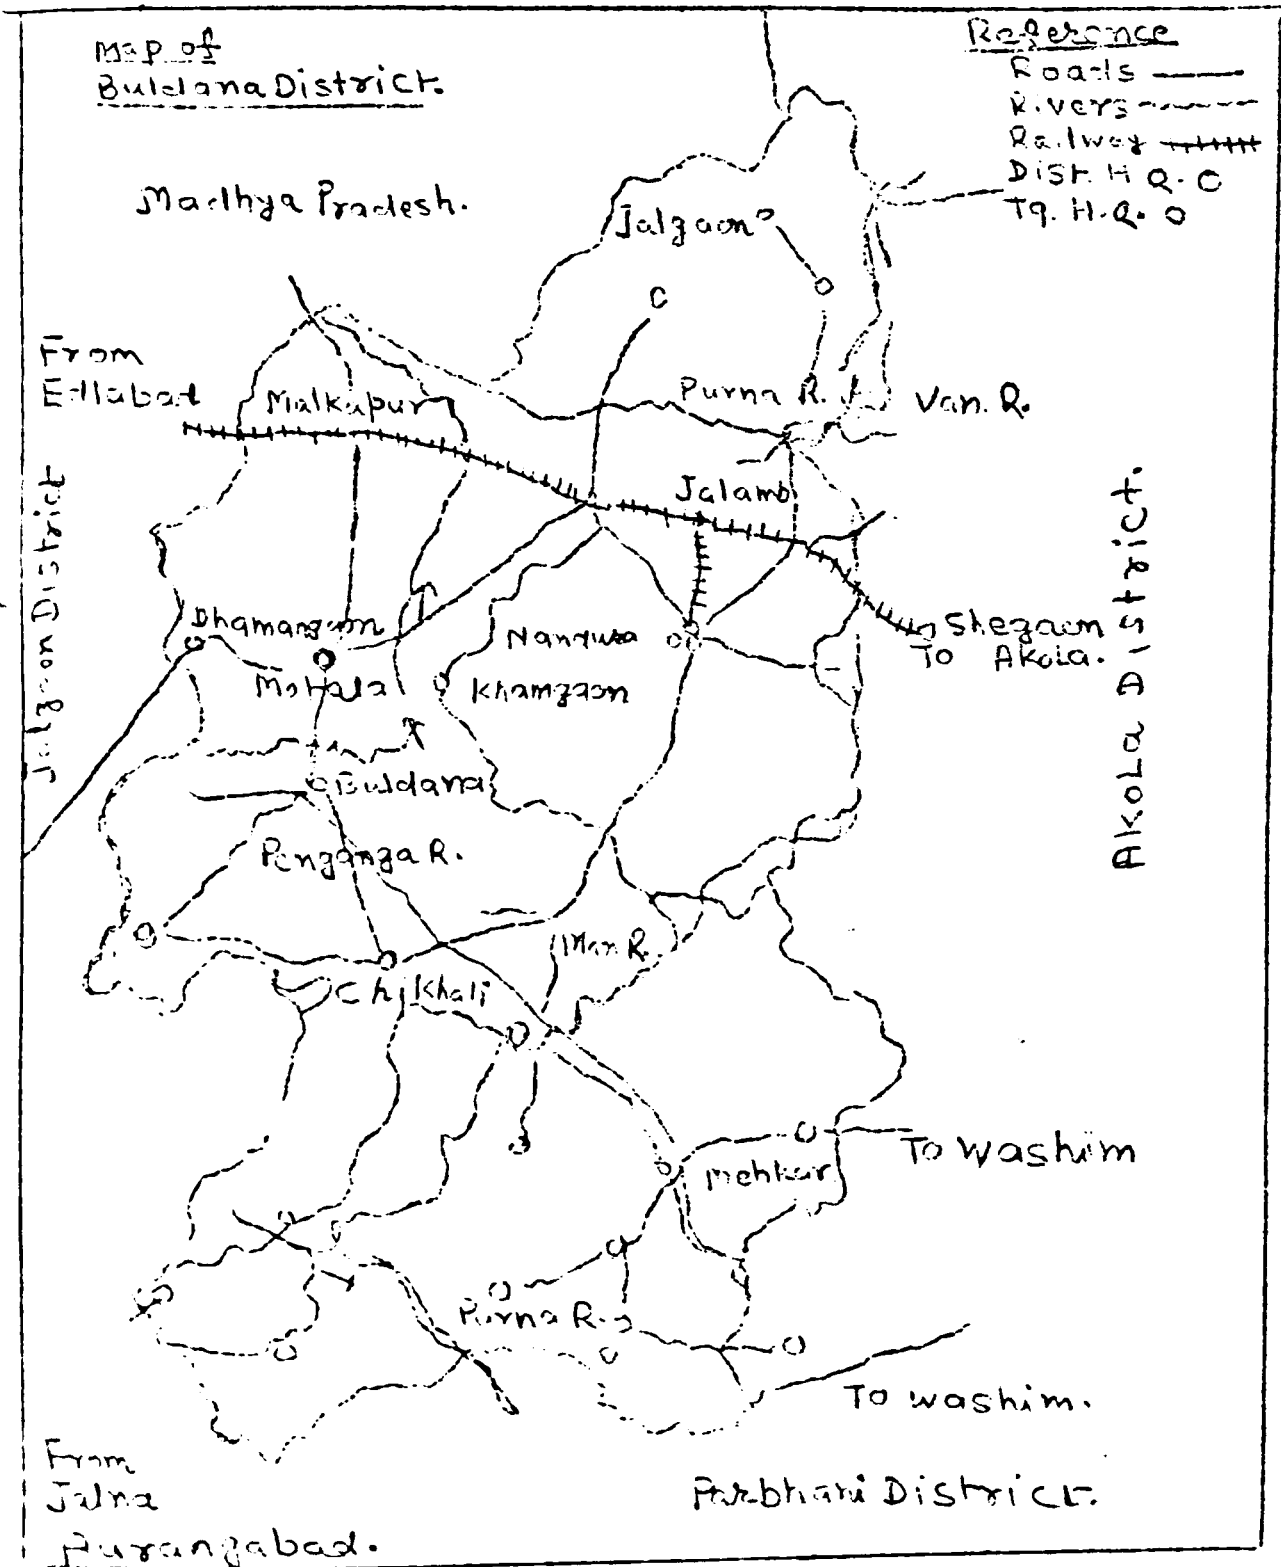 Map of
Buldana District.
Reference
Roads
Rivers
Railway
Dist. H Q. O
Tq. H.Q. O
Madhya Pradesh.
Jalgaon
From
Edlabad
Malkapur
Purna R.
Van. R.
Jalamb
Jalgaon District
Akola District.
Dhamangaon
Nandura
Shegaon
To Akola.
Motala
Khamgaon
Buldana
Penganga R.
Man R.
Chikhali
To Washim
Mehkar
Purna R.
To washim.
From
Jalna
Aurangabad.
Parbhani District.